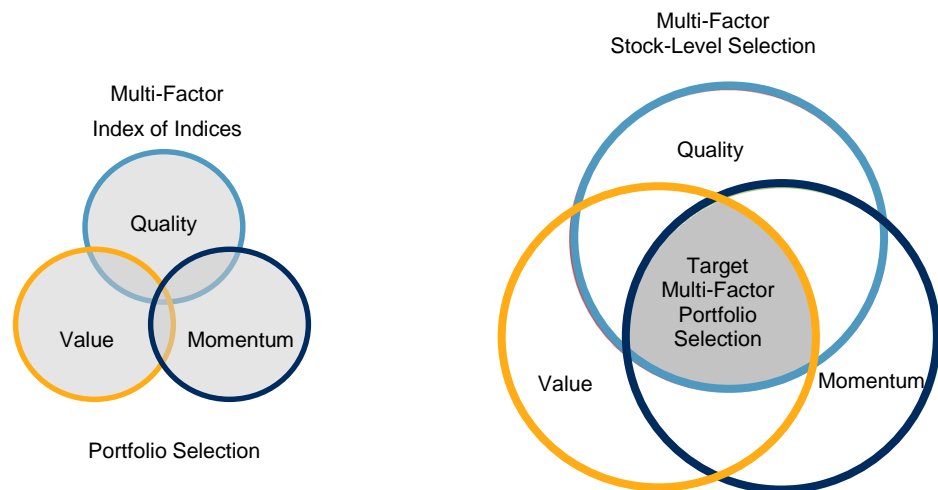 Multi-Factor
Index of Indices
Quality
Value
Momentum
Portfolio Selection
Multi-Factor
Stock-Level Selection
Quality
Target
Multi-Factor
Portfolio
Selection
Value
Momentum